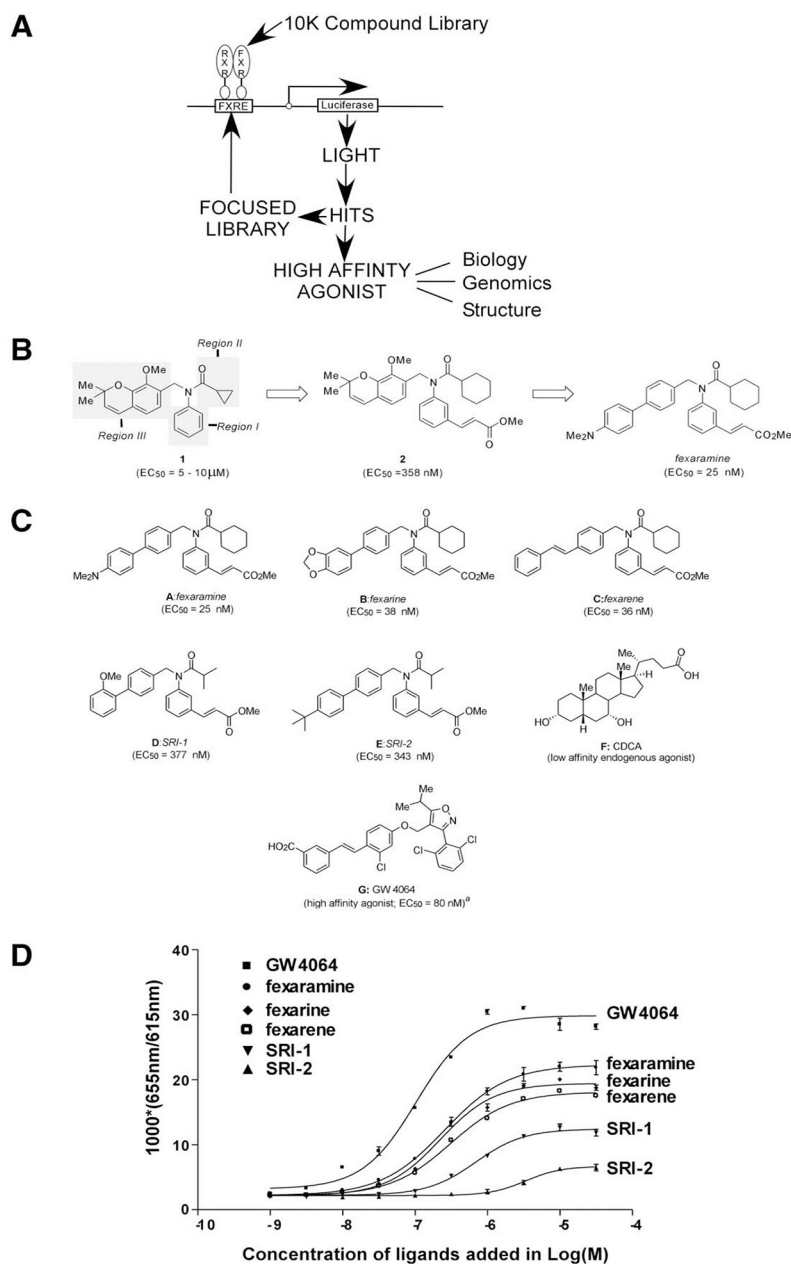 A
10K Compound Library
RXR
FXR
FXRE
Luciferase
LIGHT
FOCUSED
LIBRARY
HITS
HIGH AFFINTY
AGONIST
Biology
Genomics
Structure
B
Region II
OMe
O
Me
Me
O
N
Region I
Region III
1
(EC50 = 5 - 10µM)
OMe
O
Me
Me
O
N
OMe
O
2
(EC50 =358 nM)
O
N
Me2N
CO2Me
fexaramine
(EC50 = 25 nM)
C
O
N
Me2N
CO2Me
A:fexaramine
(EC50 = 25 nM)
O
N
O
O
CO2Me
B:fexarine
(EC50 = 38 nM)
O
N
CO2Me
C:fexarene
(EC50 = 36 nM)
OMe
O
N
OMe
O
D:SRI-1
(EC50 = 377 nM)
O
N
OMe
O
E:SRI-2
(EC50 = 343 nM)
Me
O
Me
OH
Me
H
HO
H
OH
F: CDCA
(low affinity endogenous agonist)
Me
Me
O
N
O
HO2C
Cl
Cl
Cl
G: GW 4064
(high affinity agonist; EC50 = 80 nM)a
D
40
30
20
10
0
1000*(655nm/615nm)
GW4064
fexaramine
fexarine
fexarene
SRI-1
SRI-2
GW4064
fexaramine
fexarine
fexarene
SRI-1
SRI-2
-10 -9 -8 -7 -6 -5 -4
Concentration of ligands added in Log(M)